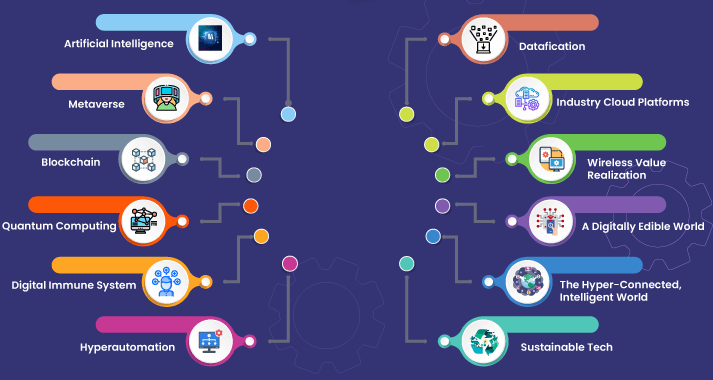 Artificial Intelligence
Metaverse
Blockchain
Quantum Computing
Digital Immune System
Hyperautomation
Datafication
Industry Cloud Platforms
Wireless Value
Realization
A Digitally Edible World
The Hyper-Connected,
Intelligent World
Sustainable Tech